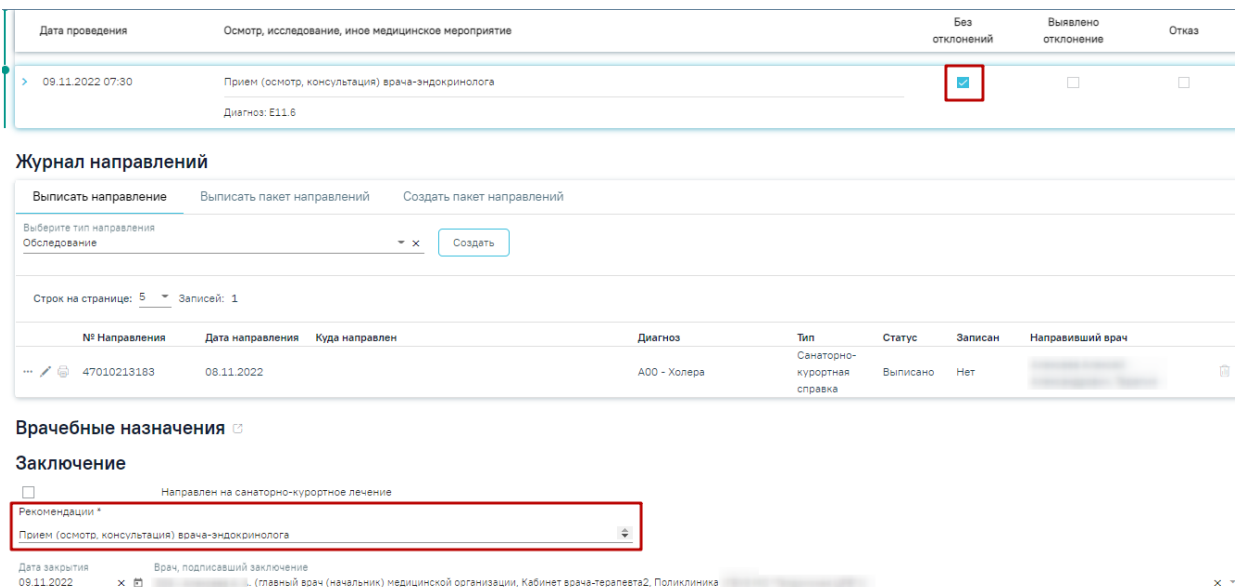 Дата проведения Осмотр, исследование, иное медицинское мероприятие Без отклонений Выявлено отклонение Отказ
09.11.2022 07:30 Прием (осмотр, консультация) врача-эндокринолога
Диагноз: E11.6
Журнал направлений
Выписать направление Выписать пакет направлений Создать пакет направлений
Выберите тип направления
Обследование Создать
Строк на странице: 5 Записей: 1
№ Направления Дата направления Куда направлен Диагноз Тип Статус Записан Направивший врач
47010213183 08.11.2022 A00 - Холера Санаторно-курортная справка Выписано Нет
Врачебные назначения
Заключение
Направлен на санаторно-курортное лечение
Рекомендации *
Прием (осмотр, консультация) врача-эндокринолога
Дата закрытия Врач, подписавший заключение
09.11.2022 (главный врач (начальник) медицинской организации, Кабинет врача-терапевта2, Поликлиника